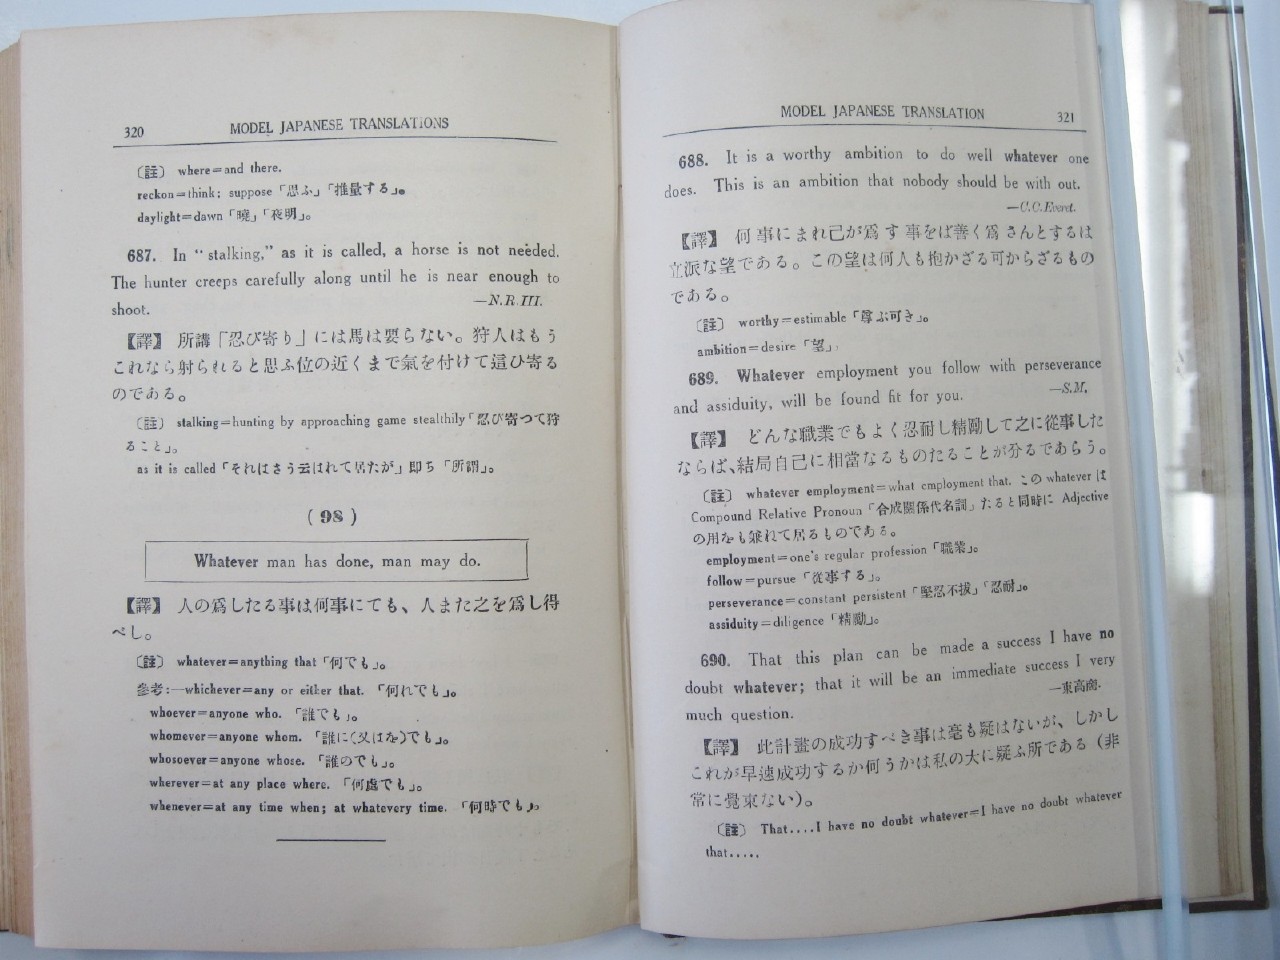 320 MODEL JAPANESE TRANSLATIONS
〔註〕 where=and there.
reckon=think; suppose「思ふ」「推量する」。
daylight=dawn「曉」「夜明」。
687. In “stalking,” as it is called, a horse is not needed.
The hunter creeps carefully along until he is near enough to
shoot. —N.R.III.
【譯】 所謂「忍び寄り」には馬は要らない。狩人はもう
これなら射られると思ふ位の近くまで氣を付けて這ひ寄る
のである。
〔註〕 stalking=hunting by approaching game stealthily「忍び寄つて狩
ること」。
as it is called「それはさう云はれて居たが」即ち「所謂」。
(98)
Whatever man has done, man may do.
【譯】 人の爲したる事は何事にても、人また之を爲し得
べし。
〔註〕 whatever=anything that「何でも」。
參考:—whichever=any or either that. 「何れでも」。
whoever=anyone who. 「誰でも」。
whomever=anyone whom. 「誰に(又はを)でも」。
whosoever=anyone whose. 「誰のでも」。
wherever=at any place where. 「何處でも」。
whenever=at any time when; at whatevery time. 「何時でも」。
MODEL JAPANESE TRANSLATION 321
688. It is a worthy ambition to do well whatever one
does. This is an ambition that nobody should be with out.
—C.C.Everet.
【譯】 何事にまれ己が爲す事をば善く爲さんとするは
立派な望である。この望は何人も抱かざる可からざるもの
である。
〔註〕 worthy=estimable「尊ぶ可き」。
ambition=desire「望」。
689. Whatever employment you follow with perseverance
and assiduity, will be found fit for you. —S.M,
【譯】 どんな職業でもよく忍耐し精勵して之に從事した
ならば、結局自己に相當なるものたることが分るであらう。
〔註〕 whatever employment=what employment that. この whatever は
Compound Relative Pronoun「合成關係代名詞」たると同時に Adjective
の用をも兼ねて居るものである。
employment=one's regular profession「職業」。
follow=pursue「從事する」。
perseverance=constant persistent「堅忍不拔」「忍耐」。
assiduity=diligence「精勵」。
690. That this plan can be made a success I have no
doubt whatever; that it will be an immediate success I very
much question. —東高商.
【譯】 此計畫の成功すべき事は毫も疑はないが、しかし
これが早速成功するか何うかは私の大に疑ふ所である(非
常に覺束ない)。
〔註〕 That....I have no doubt whatever=I have no doubt whatever
that.....